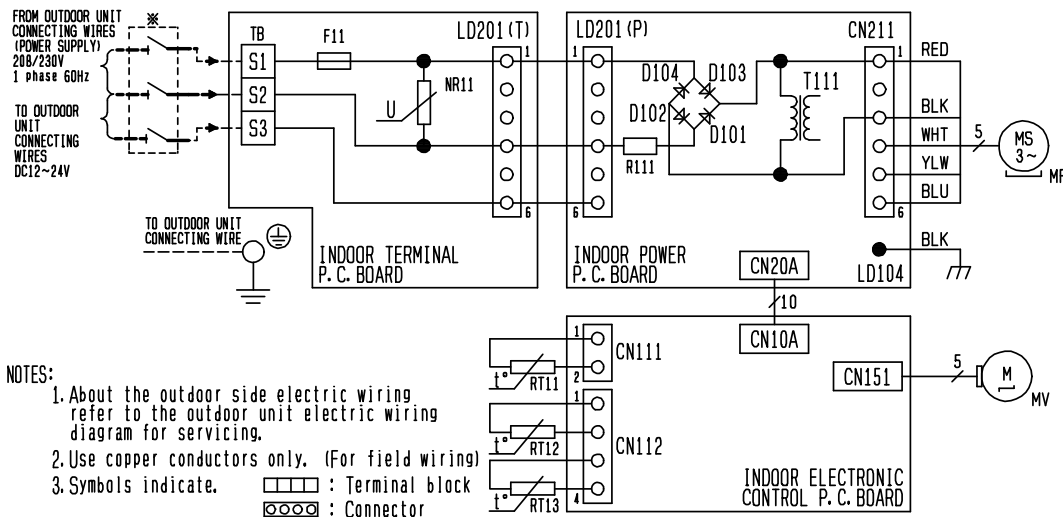 FROM OUTDOOR UNIT
CONNECTING WIRES
(POWER SUPPLY)
208/230V
1 phase 60Hz
※
TO OUTDOOR
UNIT
CONNECTING
WIRES
DC12~24V
TB
S1
S2
S3
F11
NR11
U
LD201(T)
1
6
LD201(P)
1
6
D104
D103
D102
D101
R111
T111
CN211
1
6
RED
BLK
WHT
YLW
BLU
5
MS
3~
MF
BLK
LD104
TO OUTDOOR UNIT
CONNECTING WIRE
INDOOR TERMINAL
P.C.BOARD
INDOOR POWER
P.C.BOARD
CN20A
10
CN10A
1
2
CN111
t°
RT11
1
4
CN112
t°
RT12
t°
RT13
CN151
5
M
MV
INDOOR ELECTRONIC
CONTROL P.C.BOARD
NOTES:
1.About the outdoor side electric wiring
refer to the outdoor unit electric wiring
diagram for servicing.
2.Use copper conductors only. (For field wiring)
3.Symbols indicate.
: Terminal block
: Connector